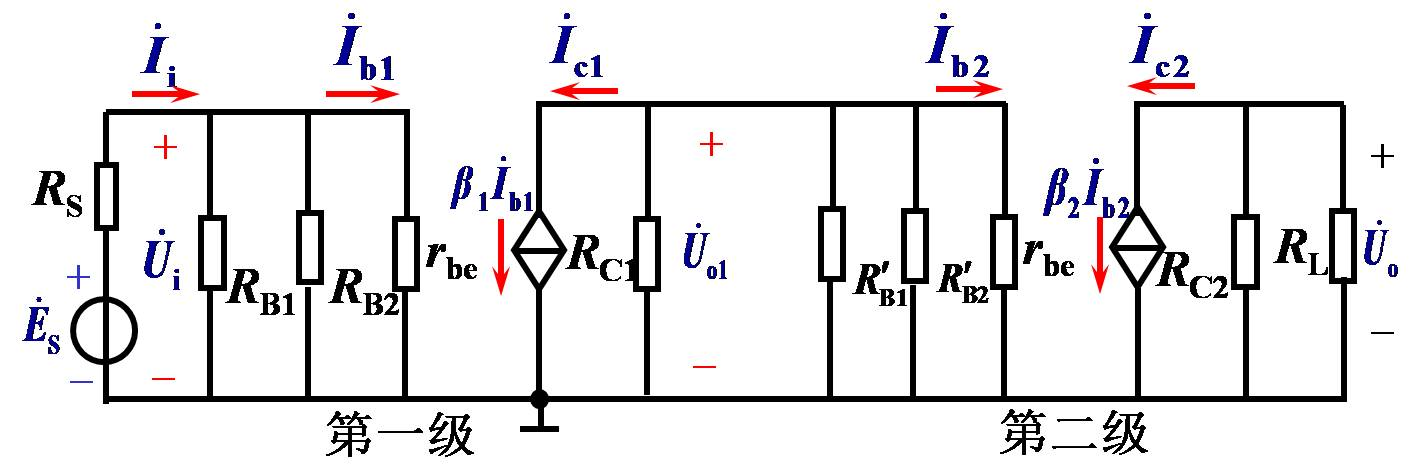 İi İb1 İc1 İb2 İc2
+ + +
β1İb1 β2İb2
RS U̇i RB1 RB2 rbe RC1 U̇o1 R′B1 R′B2 rbe RC2 RL U̇o
+
ĖS
− − − −
第一级 第二级